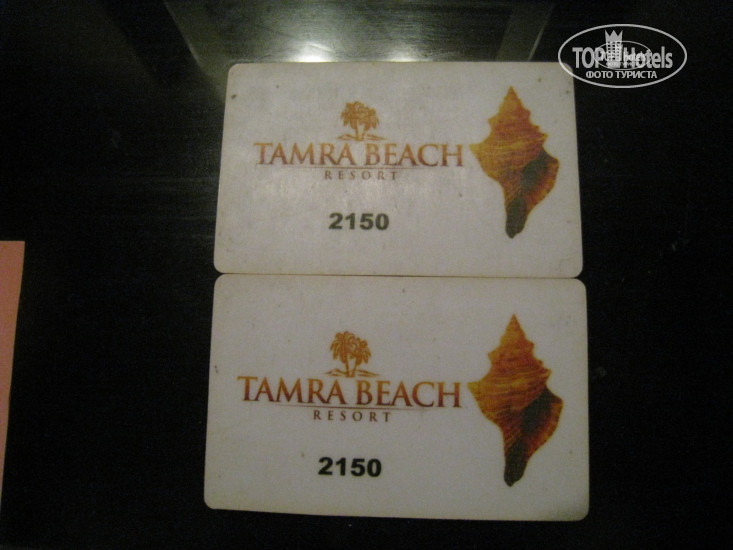 TOP Hotels
ФОТО ТУРИСТА
TAMRA BEACH
RESORT
2150
TAMRA BEACH
RESORT
2150